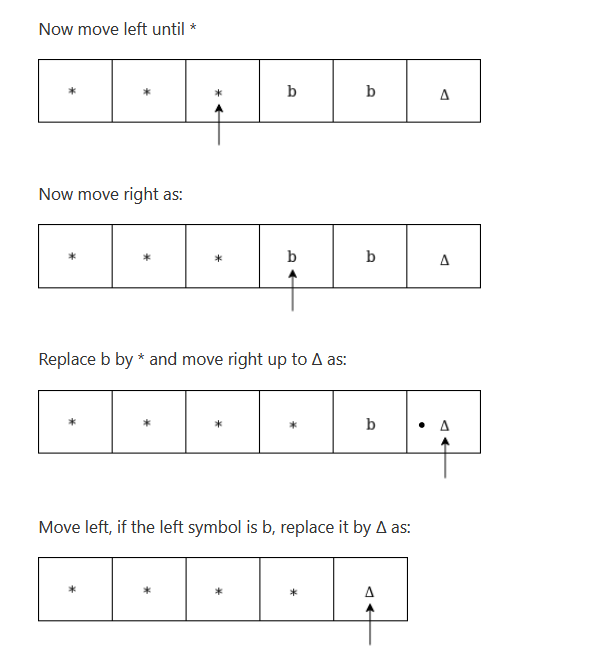 Now move left until *
* * * b b Δ
Now move right as:
* * * b b Δ
Replace b by * and move right up to Δ as:
* * * * b • Δ
Move left, if the left symbol is b, replace it by Δ as:
* * * * Δ